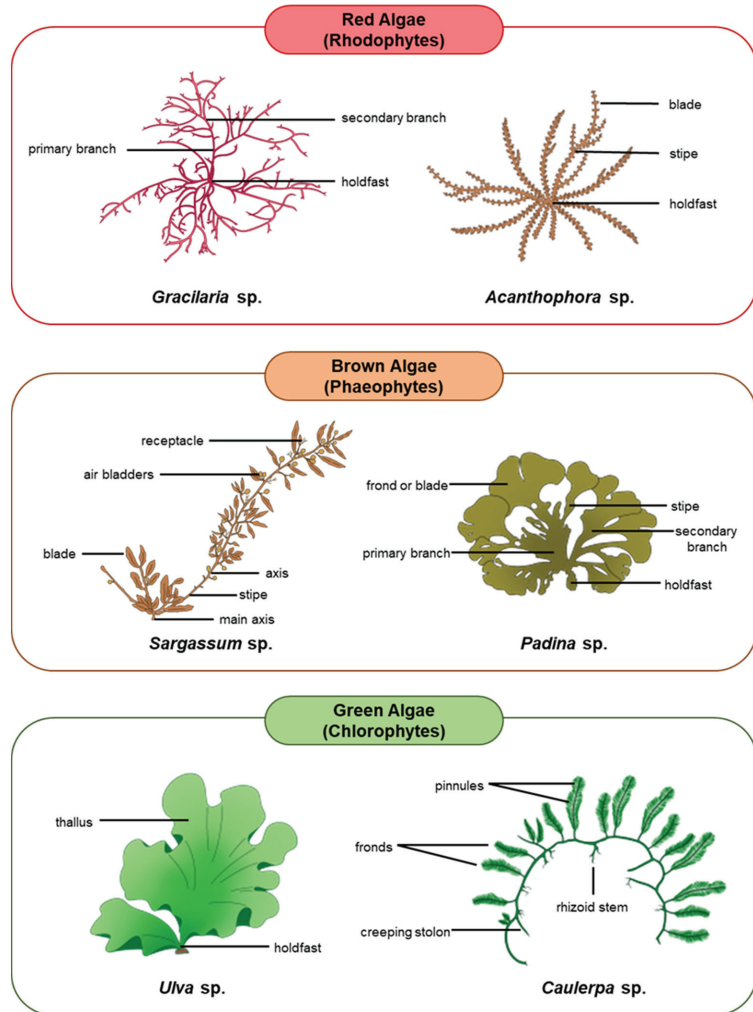 Red Algae
(Rhodophytes)
secondary branch
primary branch
holdfast
Gracilaria sp.
blade
stipe
holdfast
Acanthophora sp.
Brown Algae
(Phaeophytes)
receptacle
air bladders
blade
axis
stipe
main axis
Sargassum sp.
frond or blade
stipe
secondary
branch
primary branch
holdfast
Padina sp.
Green Algae
(Chlorophytes)
thallus
holdfast
Ulva sp.
pinnules
fronds
rhizoid stem
creeping stolon
Caulerpa sp.